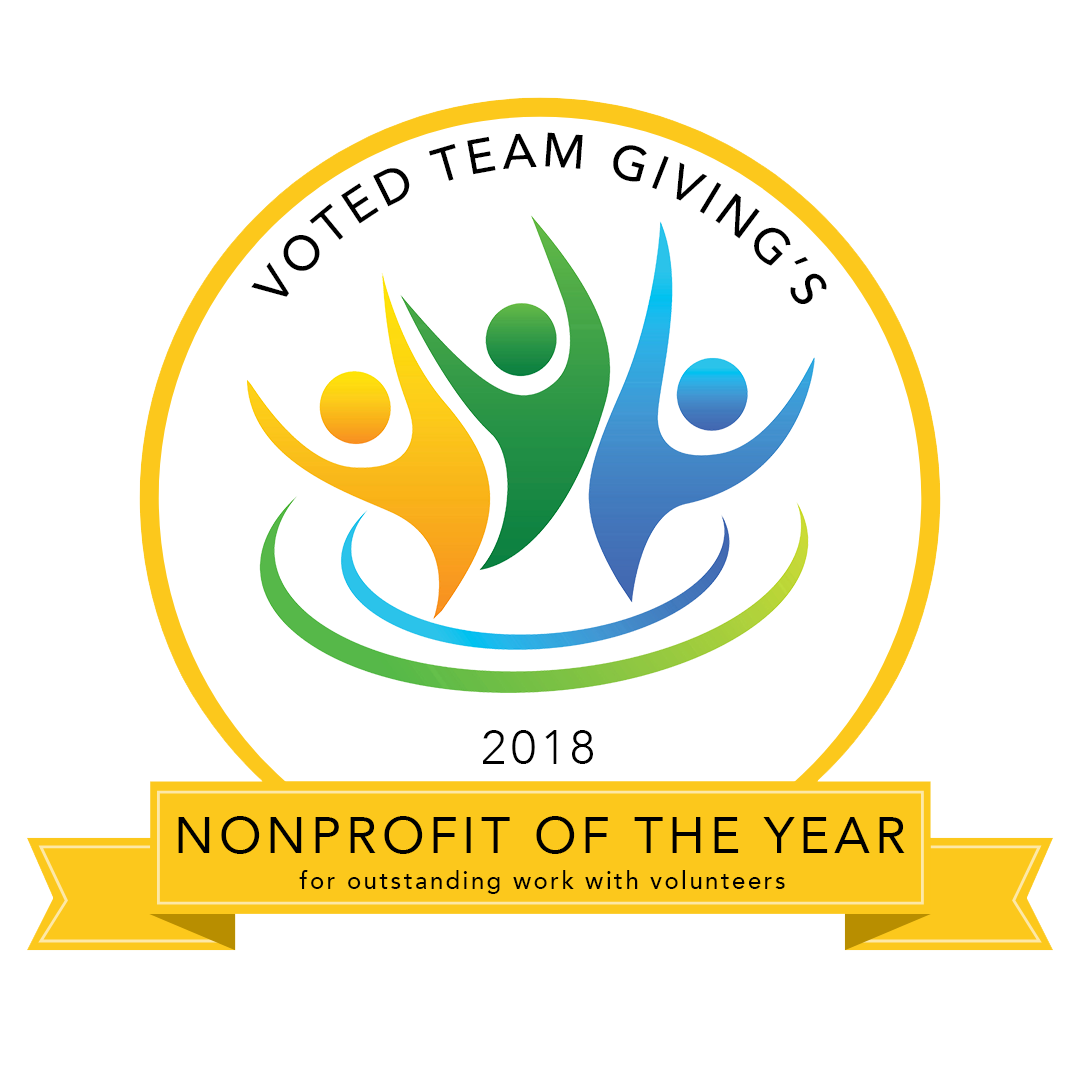 VOTED TEAM GIVING'S
2018
NONPROFIT OF THE YEAR
for outstanding work with volunteers